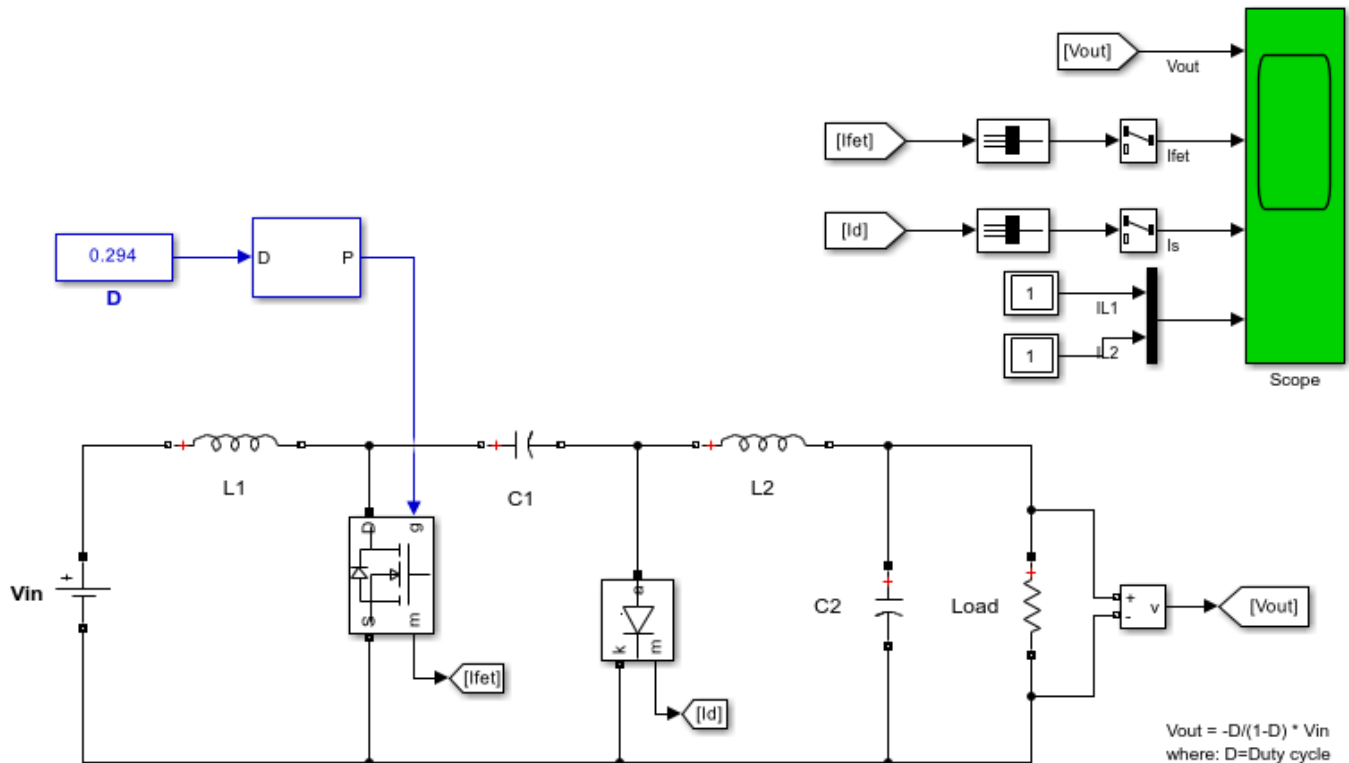 [Vout]
Vout
[Ifet]
Ifet
[Id]
Is
0.294
D
D P
1
IL1
1
IL2
Scope
L1
C1
L2
D g
S m
Vin
+
a
k m
C2
Load
+
-
v
[Vout]
[Ifet]
[Id]
Vout = -D/(1-D) * Vin
where: D=Duty cycle